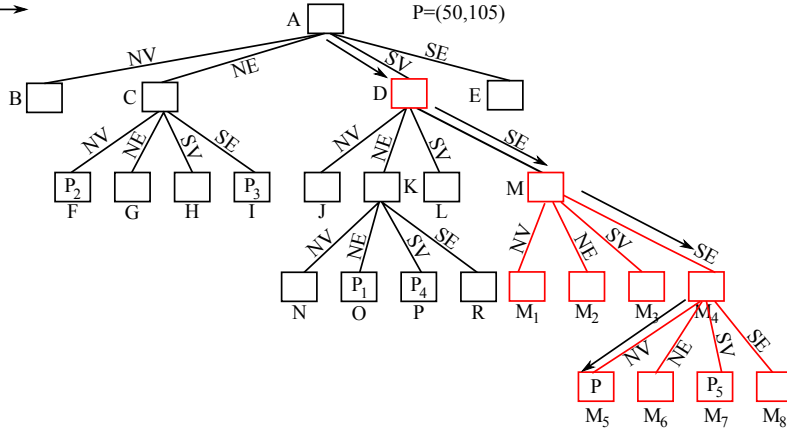 A
P=(50,105)
NV
NE
SV
SE
B
C
D
E
NV
NE
SV
SE
NV
NE
SV
SE
P2
P3
K
M
F
G
H
I
J
L
NV
NE
SV
SE
NV
NE
SV
SE
P1
P4
N
O
P
R
M1
M2
M3
M4
NV
NE
SV
SE
P
P5
M5
M6
M7
M8